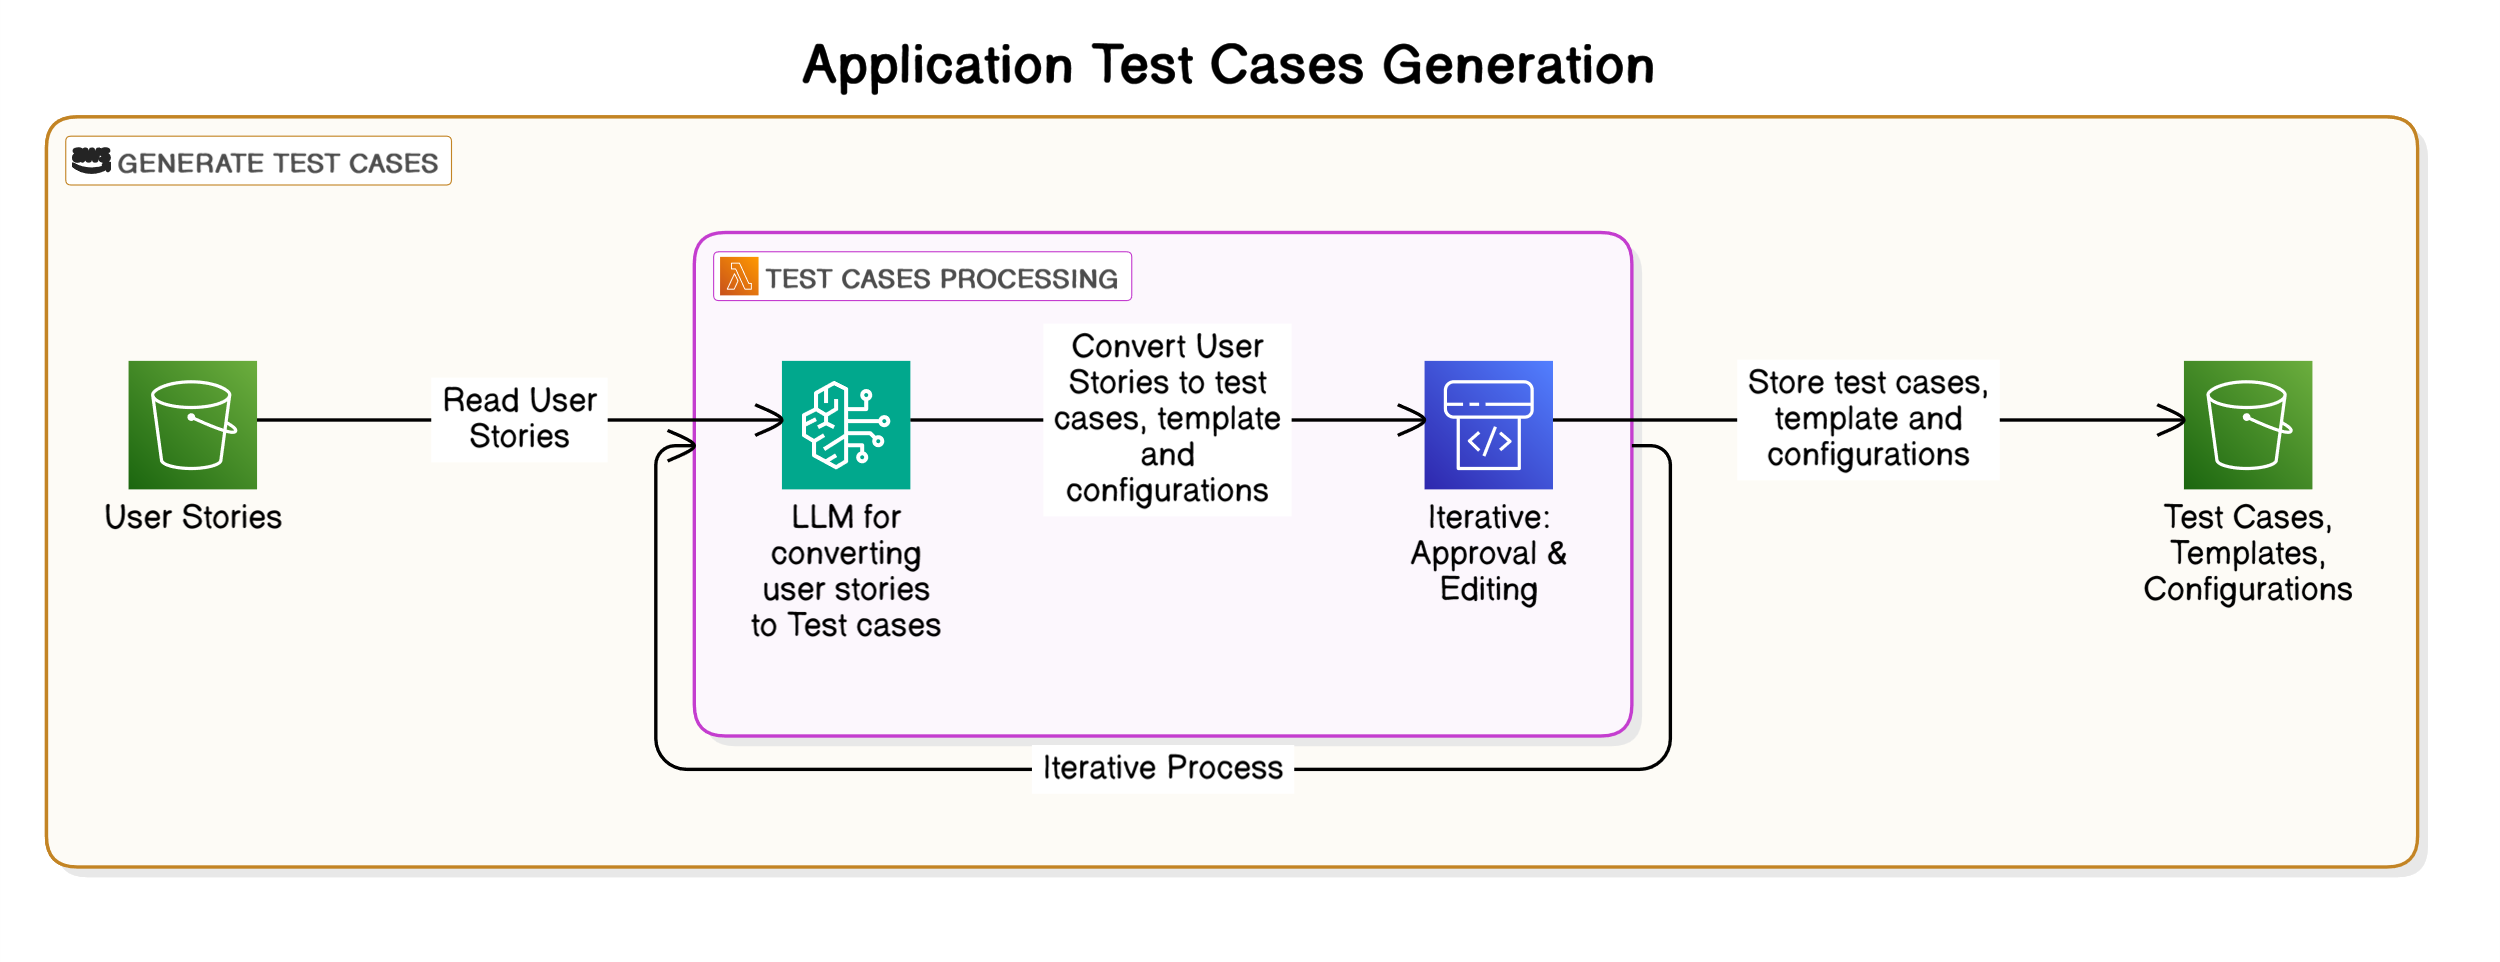 Application Test Cases Generation
GENERATE TEST CASES
TEST CASES PROCESSING
Read User
Stories
Convert User
Stories to test
cases, template
and
configurations
Store test cases,
template and
configurations
User Stories
LLM for
converting
user stories
to Test cases
Iterative:
Approval &
Editing
Test Cases,
Templates,
Configurations
Iterative Process